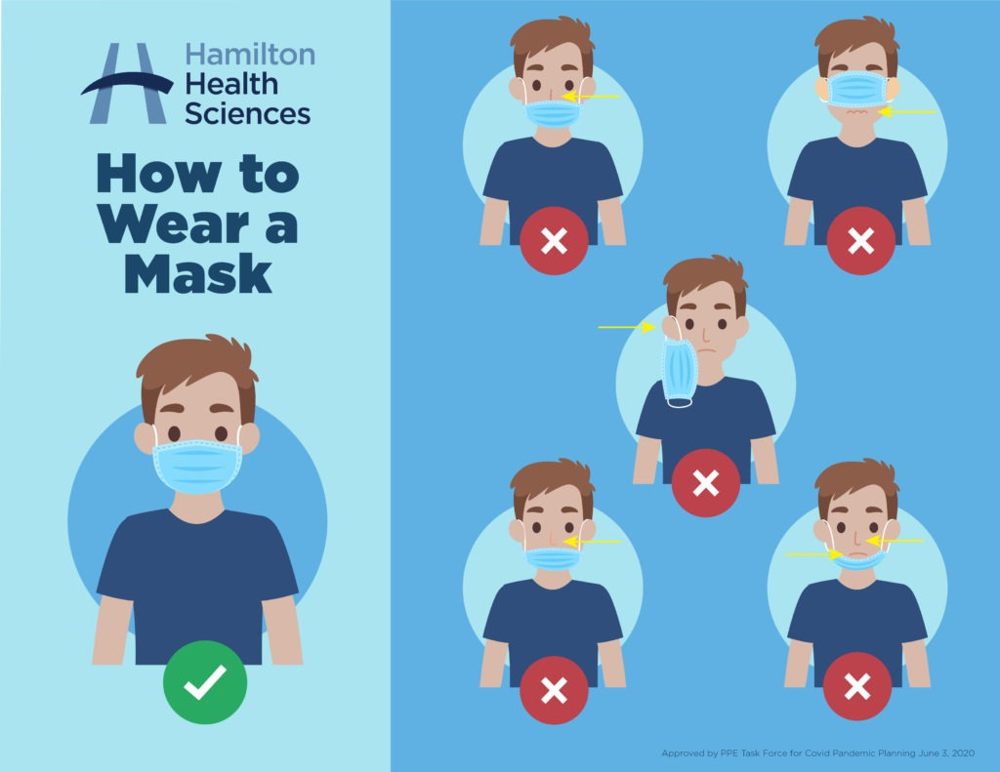 Hamilton
Health
Sciences
How to
Wear a
Mask
Approved by PPE Task Force for Covid Pandemic Planning June 3, 2020